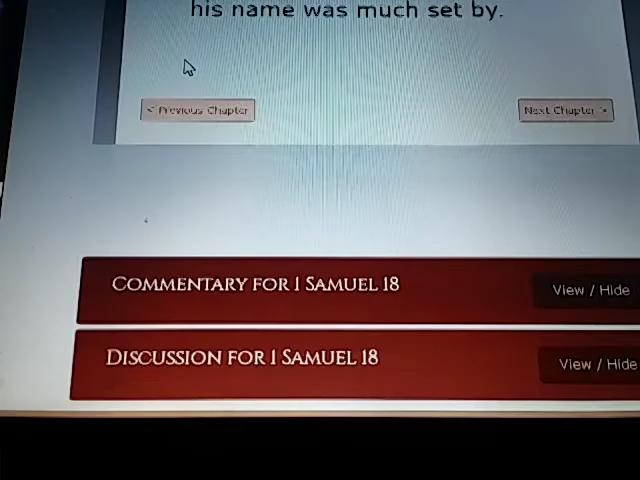 his name was much set by.
< Previous Chapter
Next Chapter >
Commentary for 1 Samuel 18
View / Hide
Discussion for 1 Samuel 18
View / Hide